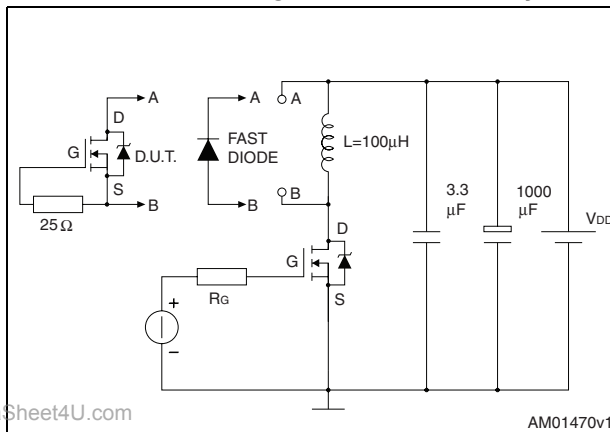 A
A
A
D
G
D.U.T.
S
B
25Ω
FAST
DIODE
B
B
L=100μH
3.3
μF
1000
μF
VDD
D
G
S
RG
+
−
Sheet4U.com
AM01470v1